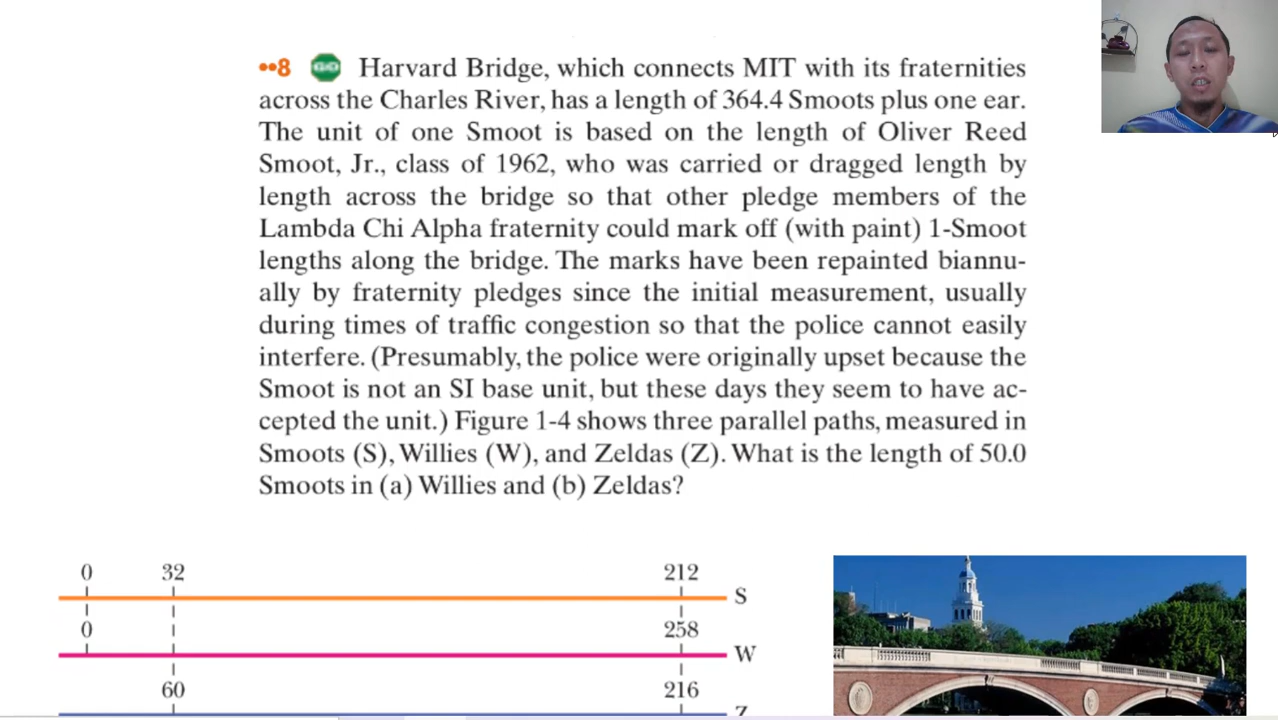 ••8 GO Harvard Bridge, which connects MIT with its fraternities
across the Charles River, has a length of 364.4 Smoots plus one ear.
The unit of one Smoot is based on the length of Oliver Reed
Smoot, Jr., class of 1962, who was carried or dragged length by
length across the bridge so that other pledge members of the
Lambda Chi Alpha fraternity could mark off (with paint) 1-Smoot
lengths along the bridge. The marks have been repainted biannu-
ally by fraternity pledges since the initial measurement, usually
during times of traffic congestion so that the police cannot easily
interfere. (Presumably, the police were originally upset because the
Smoot is not an SI base unit, but these days they seem to have ac-
cepted the unit.) Figure 1-4 shows three parallel paths, measured in
Smoots (S), Willies (W), and Zeldas (Z). What is the length of 50.0
Smoots in (a) Willies and (b) Zeldas?
0 32 212
S
0 258
W
60 216
Z